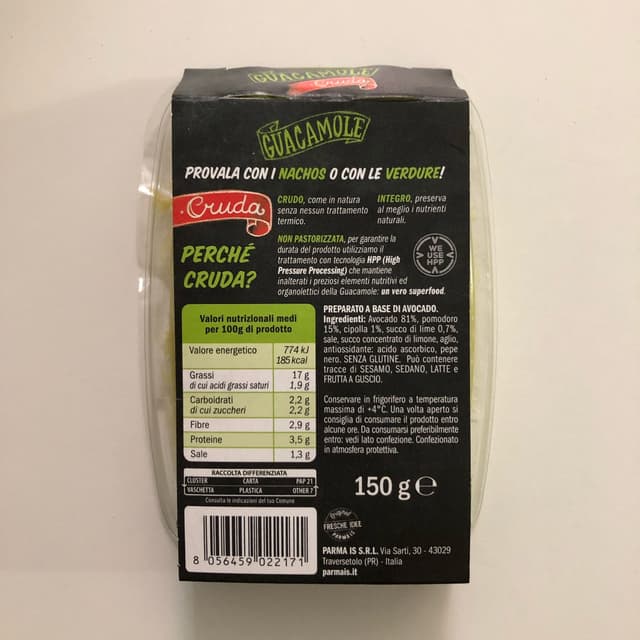 GUACAMOLE
Cruda
GUACAMOLE
PROVALA CON I NACHOS O CON LE VERDURE!
Cruda
CRUDO, come in natura
senza nessun trattamento
termico.
INTEGRO, preserva
al meglio i nutrienti
naturali.
PERCHÉ
CRUDA?
NON PASTORIZZATA, per garantire la
durata del prodotto utilizziamo il
trattamento con tecnologia HPP (High
Pressure Processing) che mantiene
inalterati i preziosi elementi nutritivi ed
organolettici della Guacamole: un vero superfood.
WE
USE
HPP
Valori nutrizionali medi
per 100g di prodotto
Valore energetico 774 kJ
185 kcal
Grassi 17 g
di cui acidi grassi saturi 1,9 g
Carboidrati 2,2 g
di cui zuccheri 2,2 g
Fibre 2,9 g
Proteine 3,5 g
Sale 1,3 g
PREPARATO A BASE DI AVOCADO.
Ingredienti: Avocado 81%, pomodoro
15%, cipolla 1%, succo di lime 0,7%,
sale, succo concentrato di limone, aglio,
antiossidante: acido ascorbico, pepe
nero. SENZA GLUTINE. Può contenere
tracce di SESAMO, SEDANO, LATTE e
FRUTTA A GUSCIO.
Conservare in frigorifero a temperatura
massima di +4°C. Una volta aperto si
consiglia di consumare il prodotto entro
alcune ore. Da consumarsi preferibilmente
entro: vedi lato confezione. Confezionato
in atmosfera protettiva.
RACCOLTA DIFFERENZIATA
CLUSTER CARTA PAP 21
VASCHETTA PLASTICA OTHER 7
Consulta le indicazioni del tuo Comune
150 g e
original
FRESCHE IDEE
PARMA IS
8 056459 022171
PARMA IS S.R.L. Via Sarti, 30 - 43029
Traversetolo (PR) - Italia
parmais.it